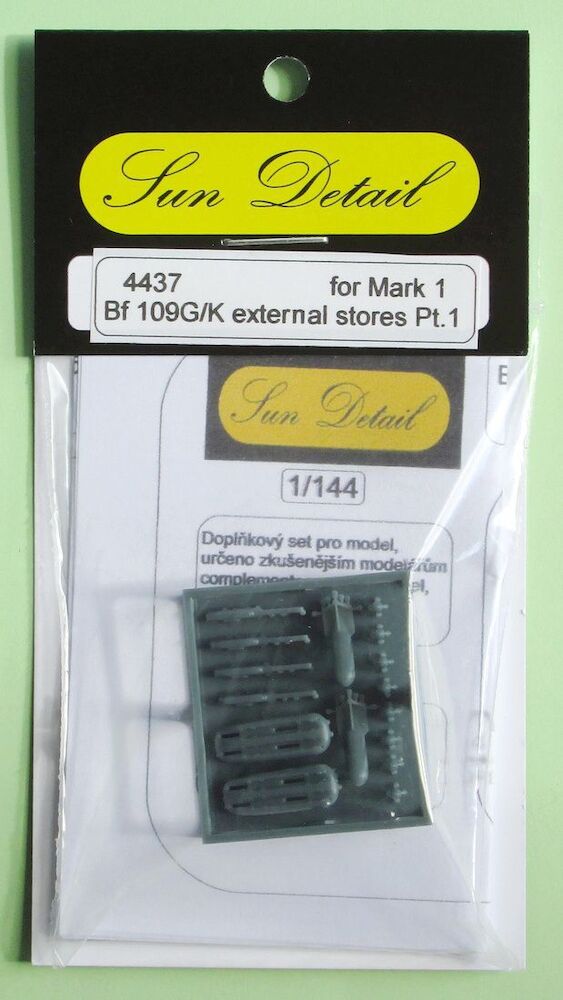 Sun Detail
4437 for Mark 1
Bf 109G/K external stores Pt.1
Sun Detail
1/144
Doplňkový set pro model,
určeno zkušenějším modelářům